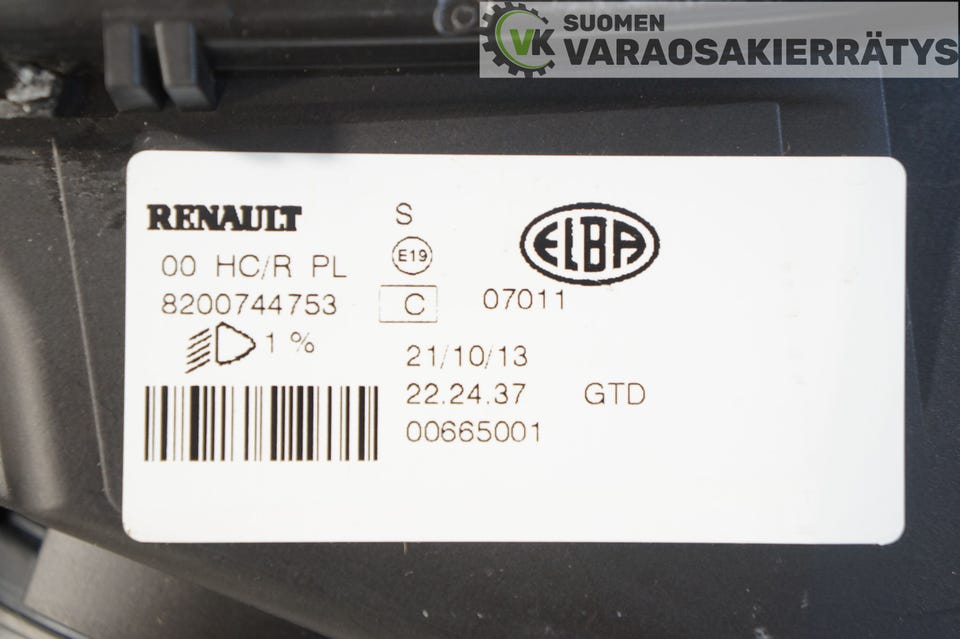 SUOMEN
VK VARAOSAKIERRÄTYS
RENAULT S ELBA
00 HC/R PL E19
8200744753 C 07011
1 %
21/10/13
22.24.37 GTD
00665001